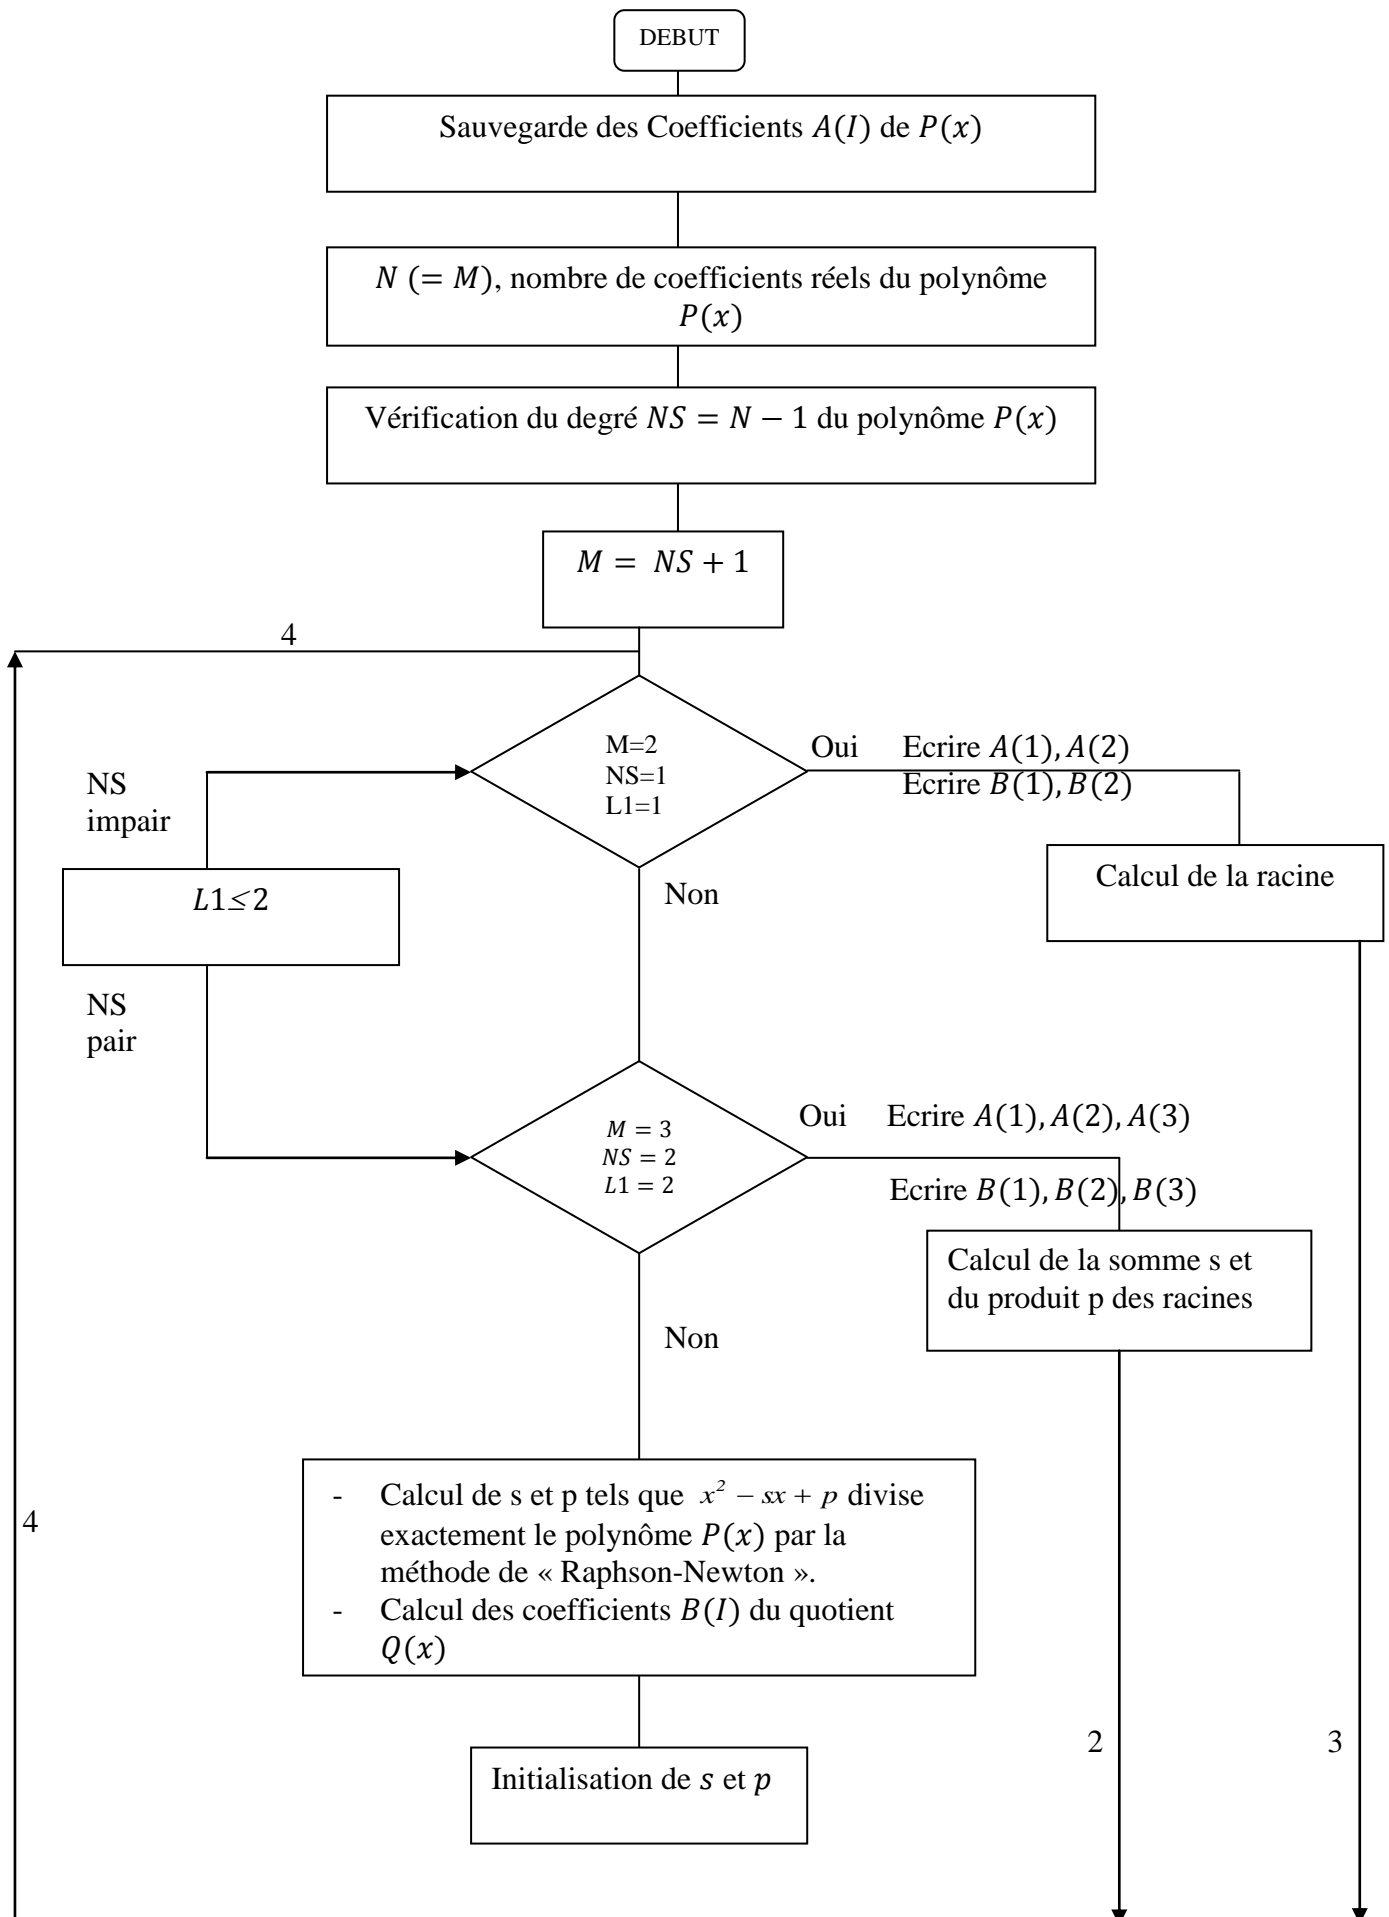 DEBUT
Sauvegarde des Coefficients A(I) de P(x)
N (= M), nombre de coefficients réels du polynôme
P(x)
Vérification du degré NS = N − 1 du polynôme P(x)
M = NS + 1
4
M=2
NS=1
L1=1
Oui
Ecrire A(1), A(2)
Ecrire B(1), B(2)
NS
impair
Calcul de la racine
L1≤2
Non
NS
pair
M = 3
NS = 2
L1 = 2
Oui
Ecrire A(1), A(2), A(3)
Ecrire B(1), B(2), B(3)
Calcul de la somme s et
du produit p des racines
Non
- Calcul de s et p tels que x² − sx + p divise
exactement le polynôme P(x) par la
méthode de « Raphson-Newton ».
- Calcul des coefficients B(I) du quotient
Q(x)
4
2
3
Initialisation de s et p